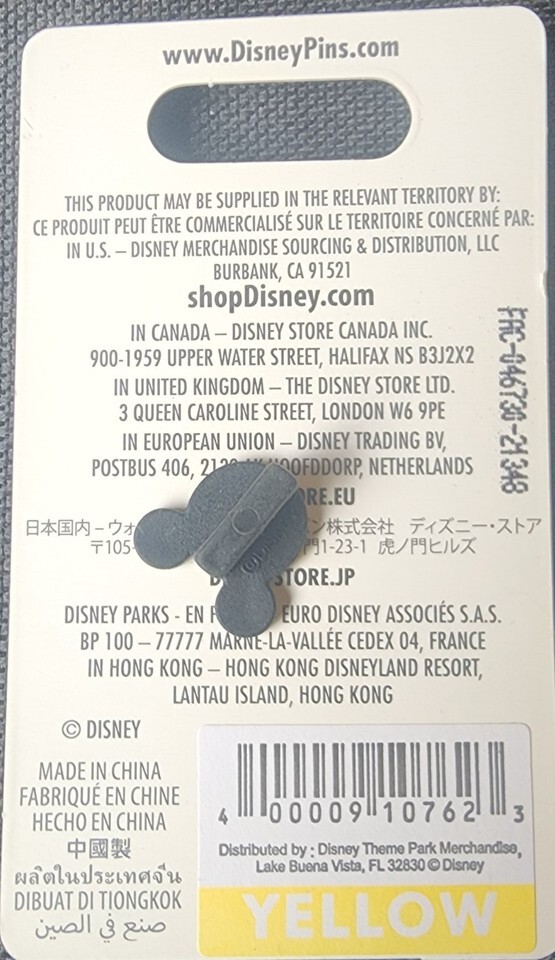 www.DisneyPins.com
THIS PRODUCT MAY BE SUPPLIED IN THE RELEVANT TERRITORY BY:
CE PRODUIT PEUT ÊTRE COMMERCIALISÉ SUR LE TERRITOIRE CONCERNÉ PAR:
IN U.S. – DISNEY MERCHANDISE SOURCING & DISTRIBUTION, LLC
BURBANK, CA 91521
shopDisney.com
IN CANADA – DISNEY STORE CANADA INC.
900-1959 UPPER WATER STREET, HALIFAX NS B3J2X2
IN UNITED KINGDOM – THE DISNEY STORE LTD.
3 QUEEN CAROLINE STREET, LONDON W6 9PE
IN EUROPEAN UNION – DISNEY TRADING BV,
POSTBUS 406, HOOFDDORP, NETHERLANDS
RE.EU
日本国内 – ウォ ン株式会社 ディズニー・ストア
〒105- 門1-23-1 虎ノ門ヒルズ
STORE.JP
DISNEY PARKS - EN EURO DISNEY ASSOCIÉS S.A.S.
BP 100 – 77777 MARNE-LA-VALLÉE CEDEX 04, FRANCE
IN HONG KONG – HONG KONG DISNEYLAND RESORT,
LANTAU ISLAND, HONG KONG
FAC-046730-21348
© DISNEY
MADE IN CHINA
FABRIQUÉ EN CHINE
HECHO EN CHINA
中國製
ผลิตในประเทศจีน
DIBUAT DI TIONGKOK
صنع في الصين
4 00009 10762 3
Distributed by : Disney Theme Park Merchandise,
Lake Buena Vista, FL 32830 © Disney
YELLOW